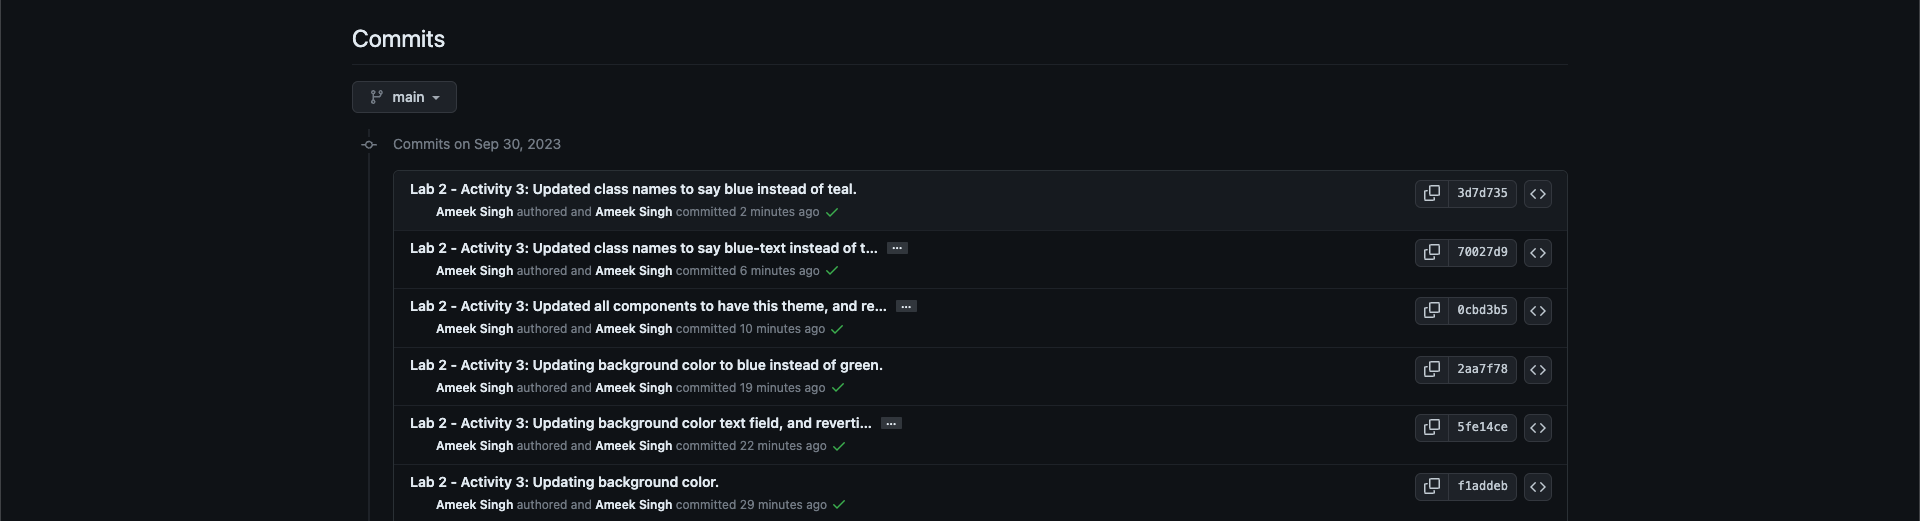 Commits
main
Commits on Sep 30, 2023
Lab 2 - Activity 3: Updated class names to say blue instead of teal.
3d7d735
Ameek Singh authored and Ameek Singh committed 2 minutes ago
Lab 2 - Activity 3: Updated class names to say blue-text instead of t... ...
70027d9
Ameek Singh authored and Ameek Singh committed 6 minutes ago
Lab 2 - Activity 3: Updated all components to have this theme, and re... ...
0cbd3b5
Ameek Singh authored and Ameek Singh committed 10 minutes ago
Lab 2 - Activity 3: Updating background color to blue instead of green.
2aa7f78
Ameek Singh authored and Ameek Singh committed 19 minutes ago
Lab 2 - Activity 3: Updating background color text field, and reverti... ...
5fe14ce
Ameek Singh authored and Ameek Singh committed 22 minutes ago
Lab 2 - Activity 3: Updating background color.
f1addeb
Ameek Singh authored and Ameek Singh committed 29 minutes ago